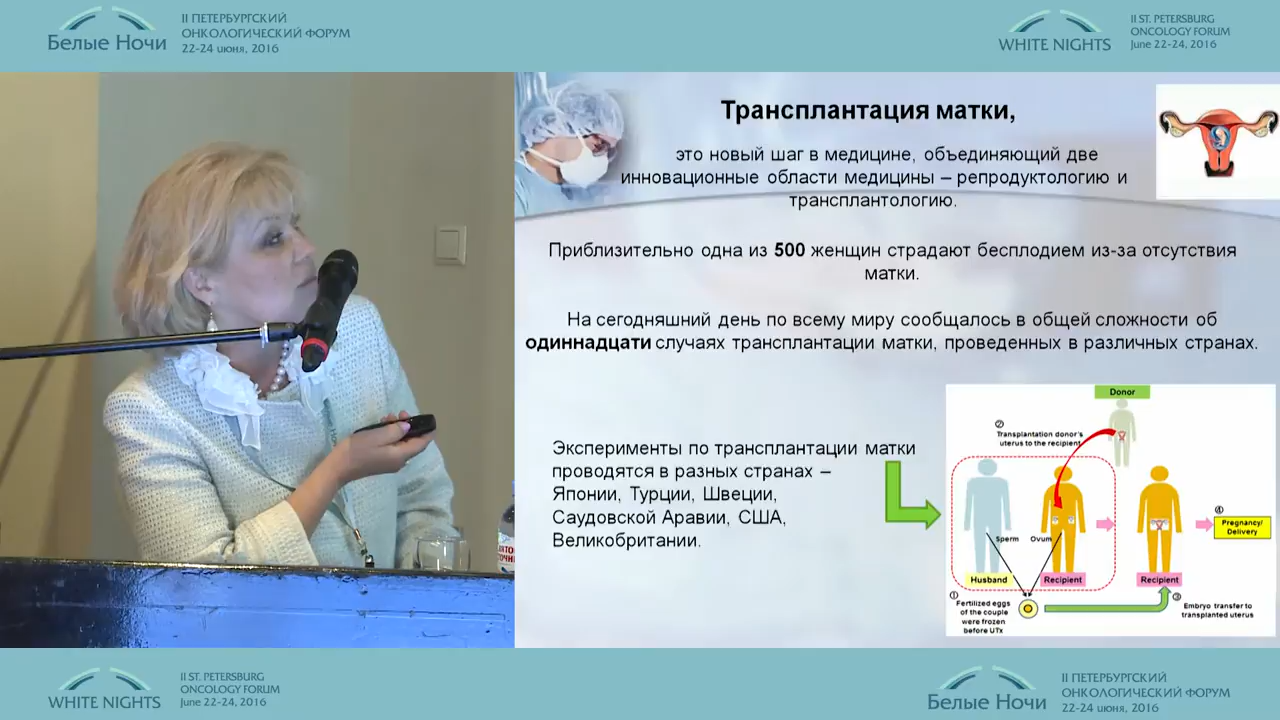 Белые Ночи
II ПЕТЕРБУРГСКИЙ
ОНКОЛОГИЧЕСКИЙ ФОРУМ
22-24 июня, 2016
WHITE NIGHTS
II ST. PETERSBURG
ONCOLOGY FORUM
June 22-24, 2016
Трансплантация матки,
это новый шаг в медицине, объединяющий две
инновационные области медицины – репродуктологию и
трансплантологию.
Приблизительно одна из 500 женщин страдают бесплодием из-за отсутствия
матки.
На сегодняшний день по всему миру сообщалось в общей сложности об
одиннадцати случаях трансплантации матки, проведенных в различных странах.
Эксперименты по трансплантации матки
проводятся в разных странах –
Японии, Турции, Швеции,
Саудовской Аравии, США,
Великобритании.
Donor
②
Transplantation donor's
uterus to the recipient
Sperm
Ovum
④
Pregnancy/
Delivery
Husband
Recipient
Recipient
①
Fertilized eggs
of the couple
were frozen
before UTx
③
Embryo transfer to
transplanted uterus
WHITE NIGHTS
II ST. PETERSBURG
ONCOLOGY FORUM
June 22-24, 2016
Белые Ночи
II ПЕТЕРБУРГСКИЙ
ОНКОЛОГИЧЕСКИЙ ФОРУМ
22-24 июня, 2016